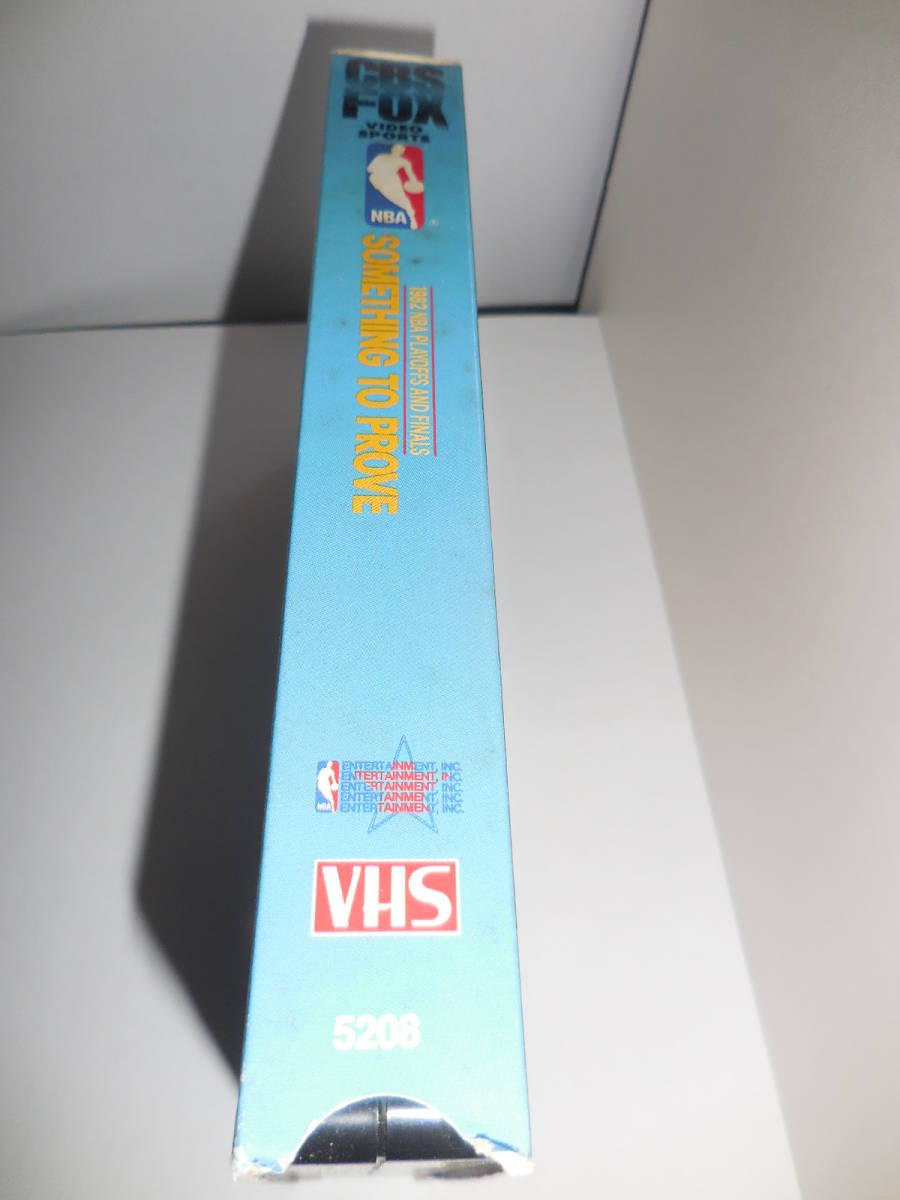 CBS
FOX
VIDEO
SPORTS
NBA
®
1982 NBA PLAYOFFS AND FINALS
SOMETHING TO PROVE
NBA
ENTERTAINMENT, INC.
ENTERTAINMENT, INC.
ENTERTAINMENT, INC.
ENTERTAINMENT, INC.
ENTERTAINMENT, INC.
VHS
5208